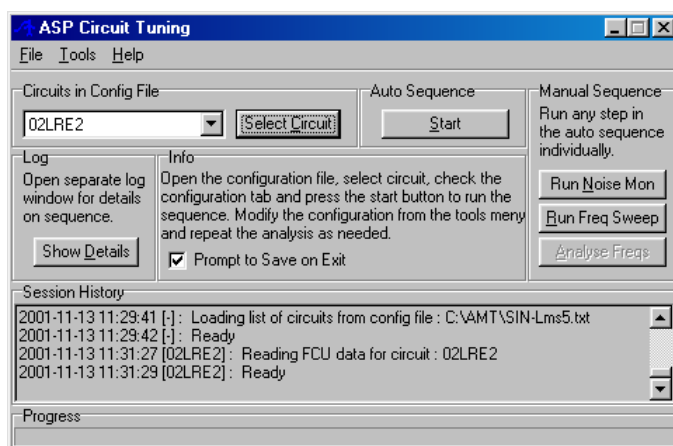 ASP Circuit Tuning
File Tools Help
Circuits in Config File
02LRE2
Select Circuit
Auto Sequence
Start
Manual Sequence
Run any step in
the auto sequence
individually.
Run Noise Mon
Run Freq Sweep
Analyse Freqs
Log
Open separate log
window for details
on sequence.
Show Details
Info
Open the configuration file, select circuit, check the
configuration tab and press the start button to run the
sequence. Modify the configuration from the tools meny
and repeat the analysis as needed.
Prompt to Save on Exit
Session History
2001-11-13 11:29:41 [-] : Loading list of circuits from config file : C:\AMT\SIN-Lms5.txt
2001-11-13 11:29:42 [-] : Ready
2001-11-13 11:31:27 [02LRE2] : Reading FCU data for circuit : 02LRE2
2001-11-13 11:31:29 [02LRE2] : Ready
Progress